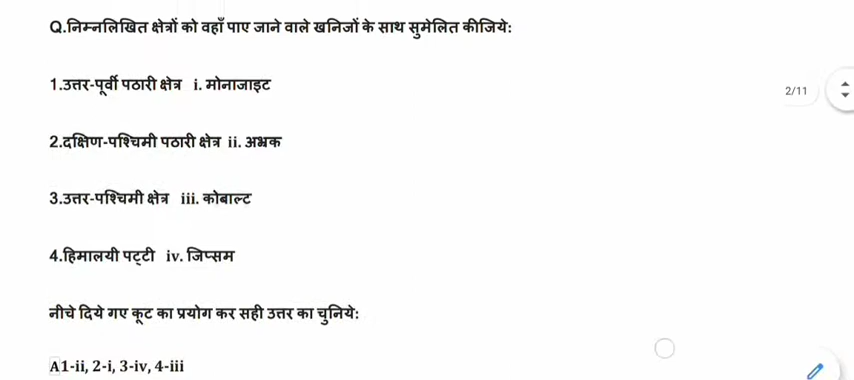 Q.निम्नलिखित क्षेत्रों को वहाँ पाए जाने वाले खनिजों के साथ सुमेलित कीजिये:
1.उत्तर-पूर्वी पठारी क्षेत्र i. मोनाजाइट
2/11
2.दक्षिण-पश्चिमी पठारी क्षेत्र ii. अभ्रक
3.उत्तर-पश्चिमी क्षेत्र iii. कोबाल्ट
4.हिमालयी पट्टी iv. जिप्सम
नीचे दिये गए कूट का प्रयोग कर सही उत्तर का चुनिये:
A1-ii, 2-i, 3-iv, 4-iii